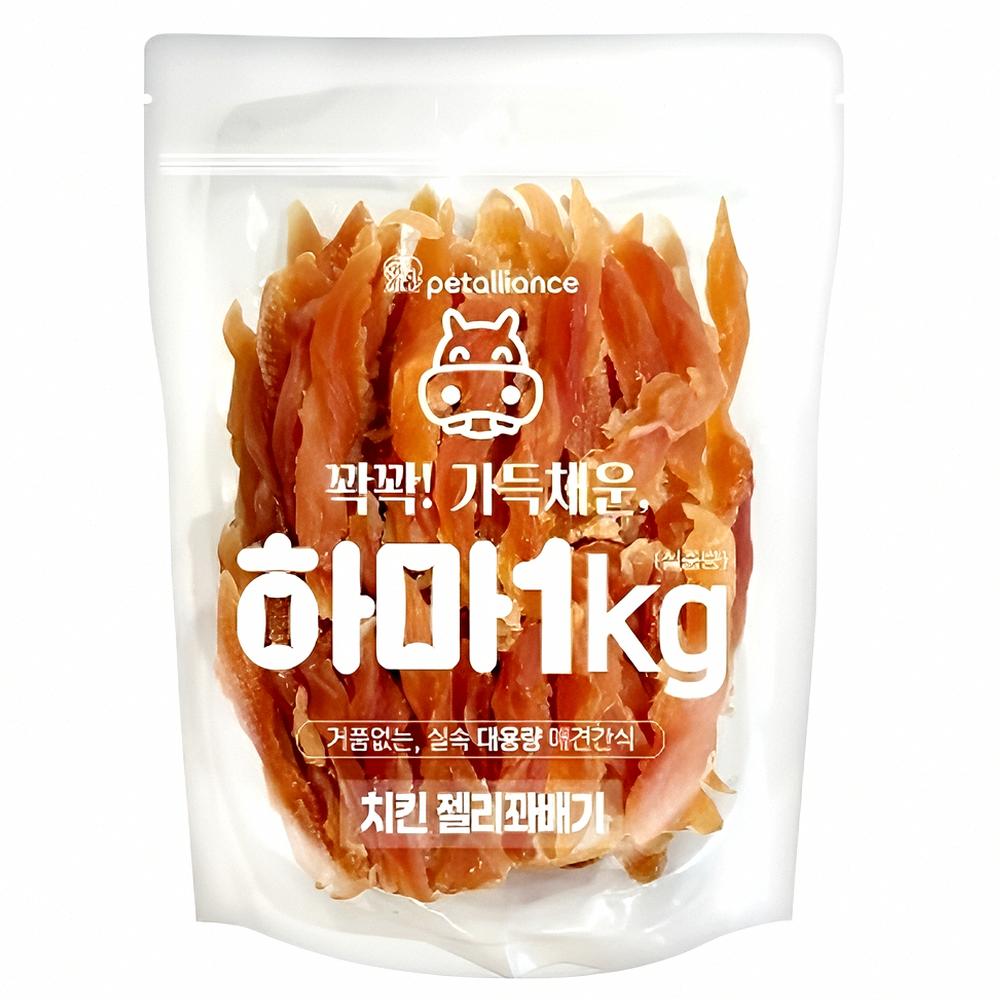 petalliance
꽉꽉! 가득채운,
하마1kg
거품없는, 실속 대용량 애견간식
치킨 젤리꽈배기